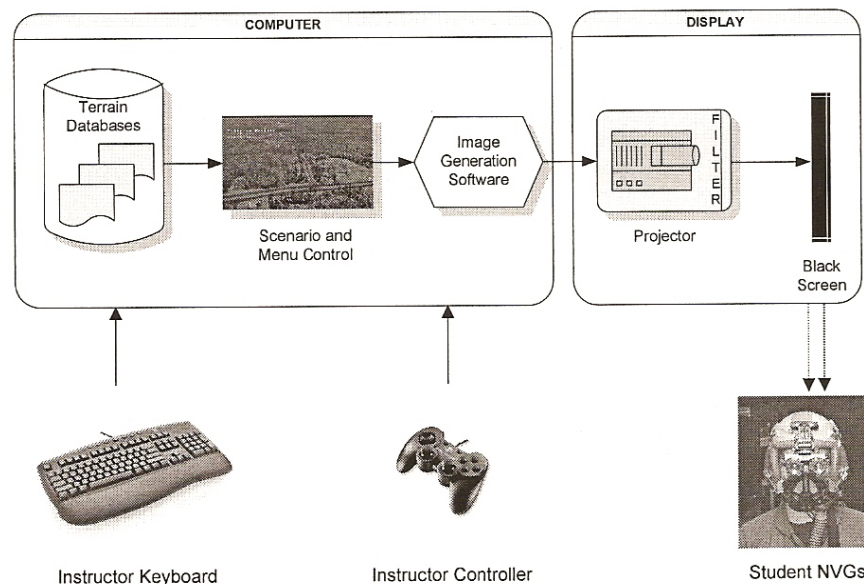 COMPUTER
DISPLAY
Terrain
Databases
Image
Generation
Software
FILTER
Scenario and
Menu Control
Projector
Black
Screen
Instructor Keyboard
Instructor Controller
Student NVGs